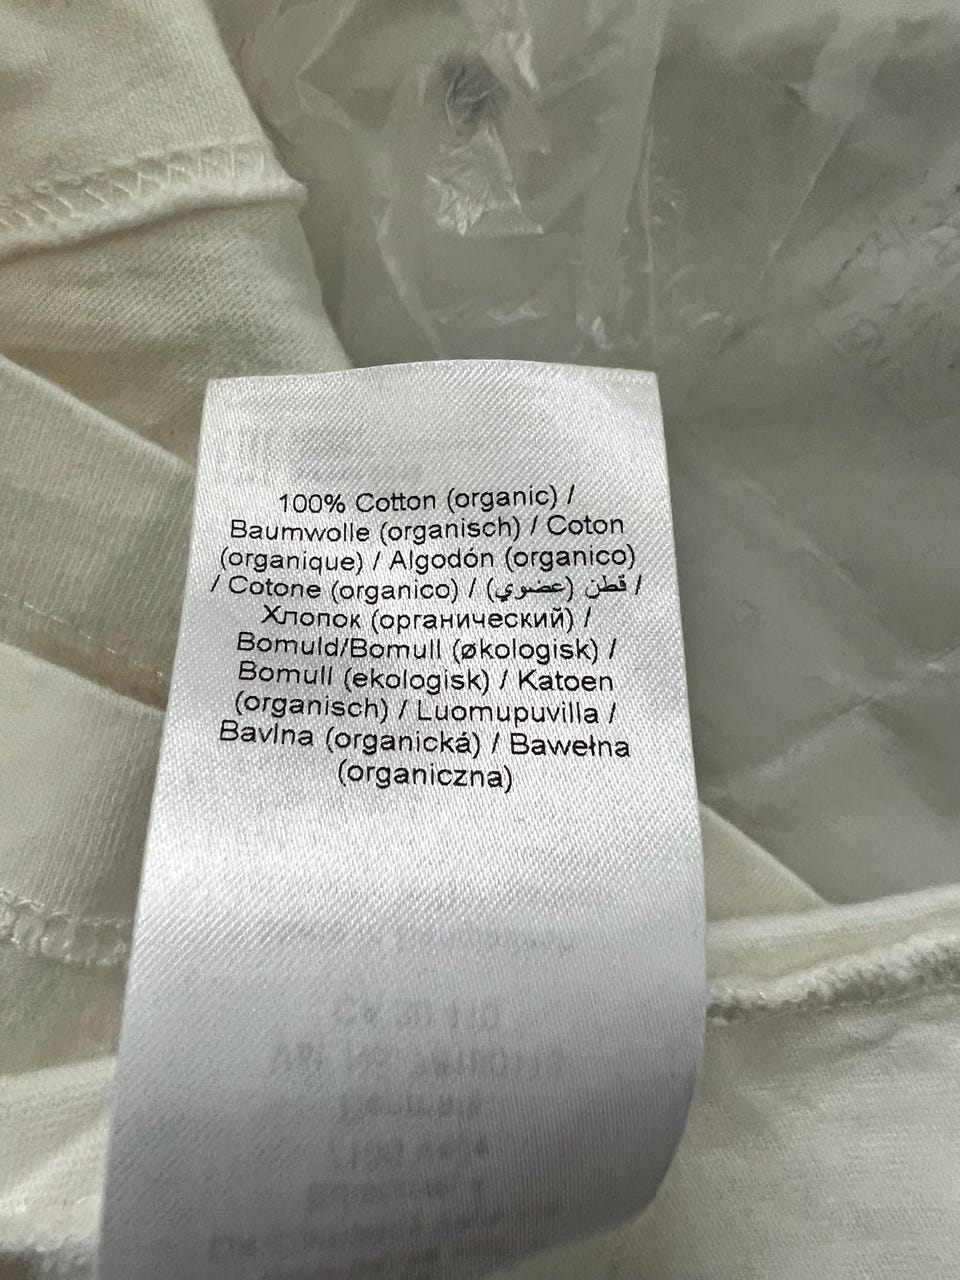 100% Cotton (organic) /
Baumwolle (organisch) / Coton
(organique) / Algodón (organico)
/ Cotone (organico) / قطن (عضوي) /
Хлопок (органический) /
Bomuld/Bomull (økologisk) /
Bomull (ekologisk) / Katoen
(organisch) / Luomupuvilla /
Bavlna (organická) / Bawełna
(organiczna)